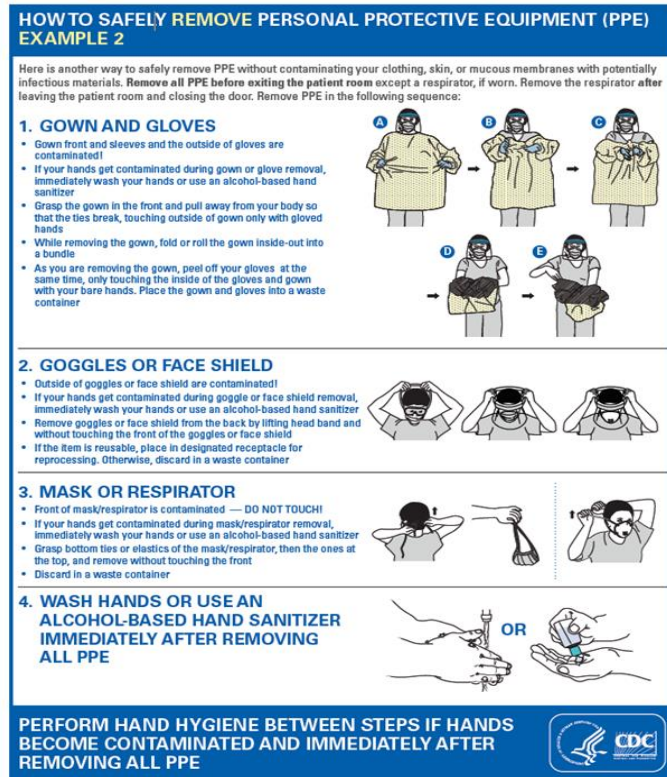 HOW TO SAFELY REMOVE PERSONAL PROTECTIVE EQUIPMENT (PPE)
EXAMPLE 2
Here is another way to safely remove PPE without contaminating your clothing, skin, or mucous membranes with potentially
infectious materials. Remove all PPE before exiting the patient room except a respirator, if worn. Remove the respirator after
leaving the patient room and closing the door. Remove PPE in the following sequence:
1. GOWN AND GLOVES
• Gown front and sleeves and the outside of gloves are
contaminated!
• If your hands get contaminated during gown or glove removal,
immediately wash your hands or use an alcohol-based hand
sanitizer
• Grasp the gown in the front and pull away from your body so
that the ties break, touching outside of gown only with gloved
hands
• While removing the gown, fold or roll the gown inside-out into
a bundle
• As you are removing the gown, peel off your gloves at the
same time, only touching the inside of the gloves and gown
with your bare hands. Place the gown and gloves into a waste
container
A
B
C
D
E
2. GOGGLES OR FACE SHIELD
• Outside of goggles or face shield are contaminated!
• If your hands get contaminated during goggle or face shield removal,
immediately wash your hands or use an alcohol-based hand sanitizer
• Remove goggles or face shield from the back by lifting head band and
without touching the front of the goggles or face shield
• If the item is reusable, place in designated receptacle for
reprocessing. Otherwise, discard in a waste container
3. MASK OR RESPIRATOR
• Front of mask/respirator is contaminated — DO NOT TOUCH!
• If your hands get contaminated during mask/respirator removal,
immediately wash your hands or use an alcohol-based hand sanitizer
• Grasp bottom ties or elastics of the mask/respirator, then the ones at
the top, and remove without touching the front
• Discard in a waste container
4. WASH HANDS OR USE AN
ALCOHOL-BASED HAND SANITIZER
IMMEDIATELY AFTER REMOVING
ALL PPE
OR
PERFORM HAND HYGIENE BETWEEN STEPS IF HANDS
BECOME CONTAMINATED AND IMMEDIATELY AFTER
REMOVING ALL PPE
CDC